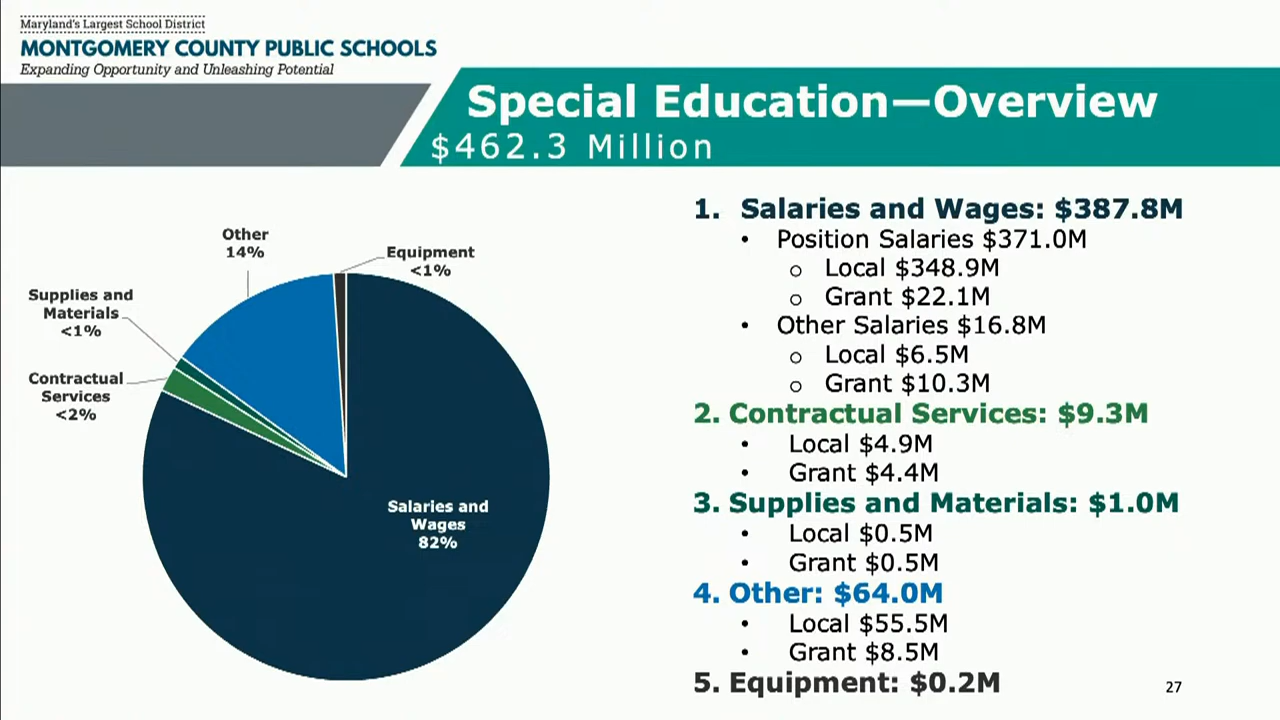 Maryland's Largest School District
MONTGOMERY COUNTY PUBLIC SCHOOLS
Expanding Opportunity and Unleashing Potential
Special Education—Overview
$462.3 Million
Other
14%
Equipment
<1%
Supplies and
Materials
<1%
Contractual
Services
<2%
Salaries and
Wages
82%
1. Salaries and Wages: $387.8M
• Position Salaries $371.0M
o Local $348.9M
o Grant $22.1M
• Other Salaries $16.8M
o Local $6.5M
o Grant $10.3M
2. Contractual Services: $9.3M
• Local $4.9M
• Grant $4.4M
3. Supplies and Materials: $1.0M
• Local $0.5M
• Grant $0.5M
4. Other: $64.0M
• Local $55.5M
• Grant $8.5M
5. Equipment: $0.2M
27